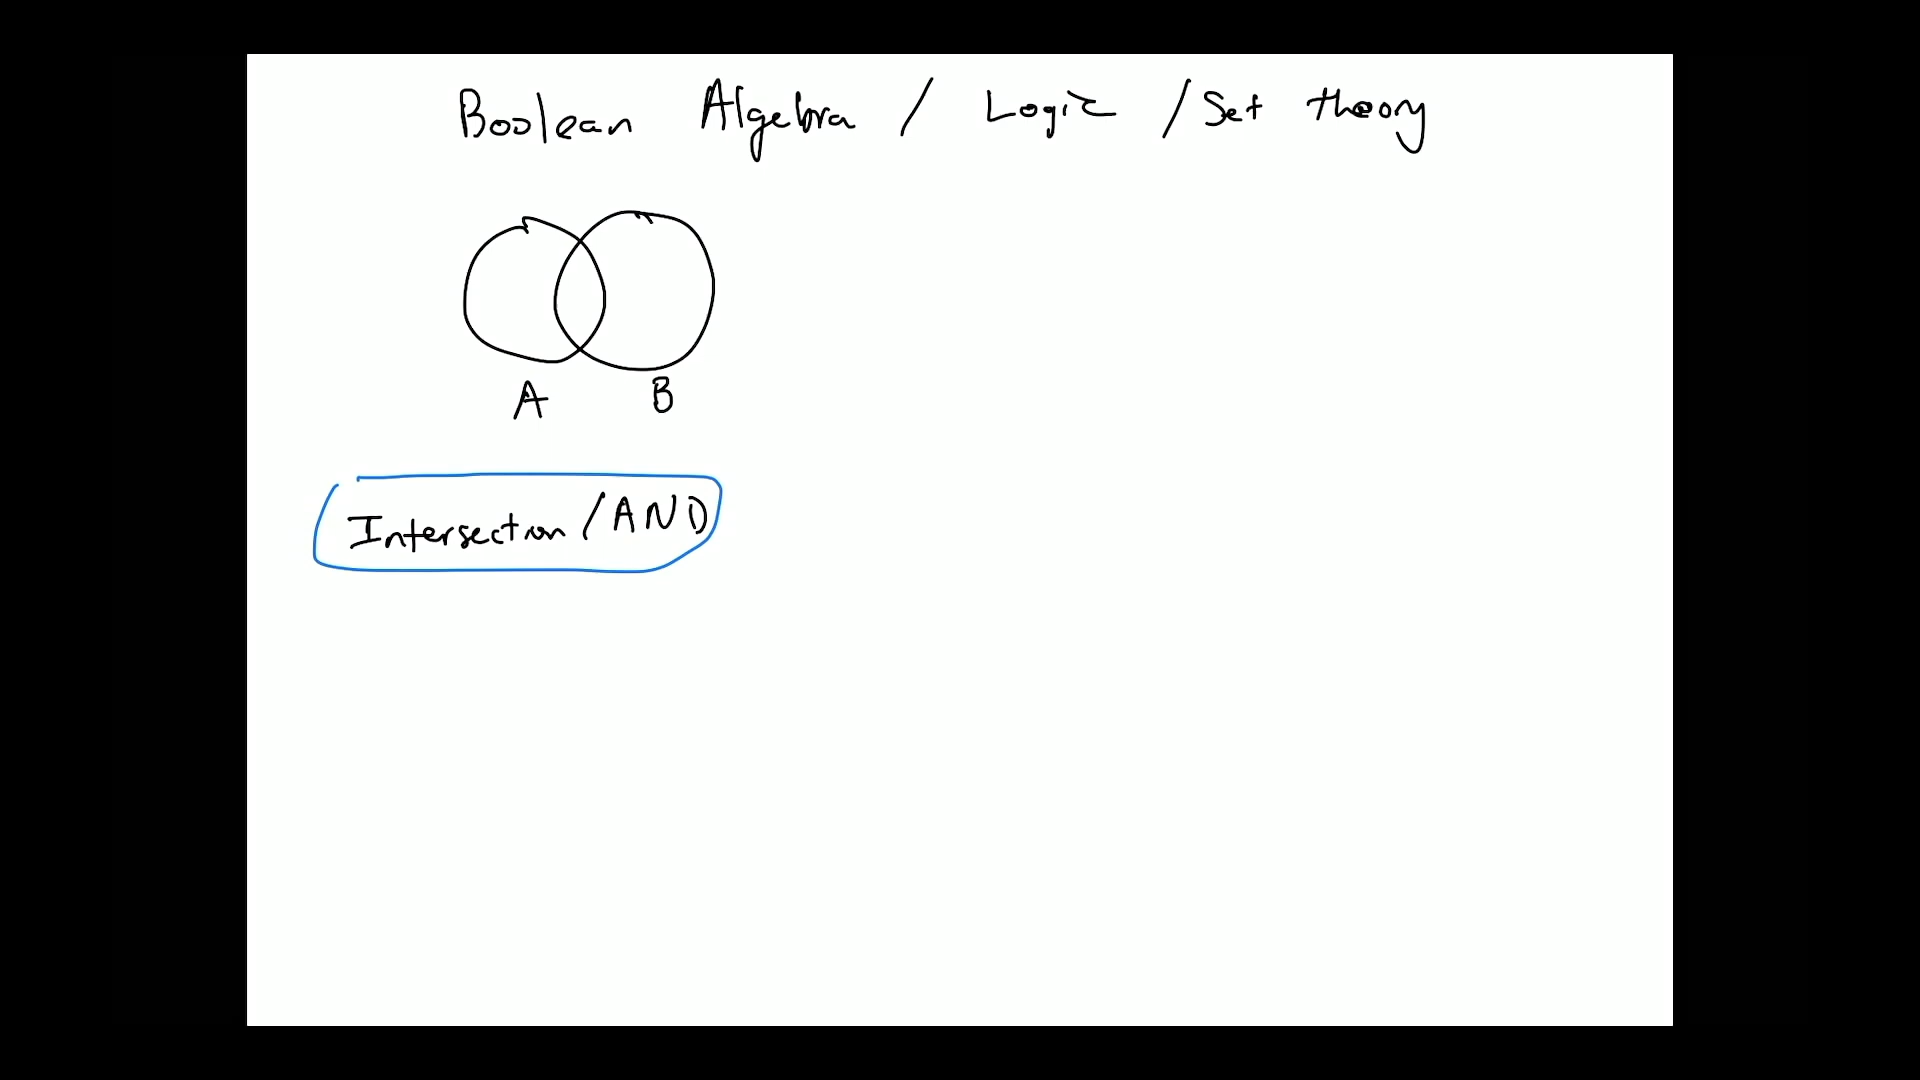 Boolean Algebra / Logic / Set theory
A B
Intersection / AND